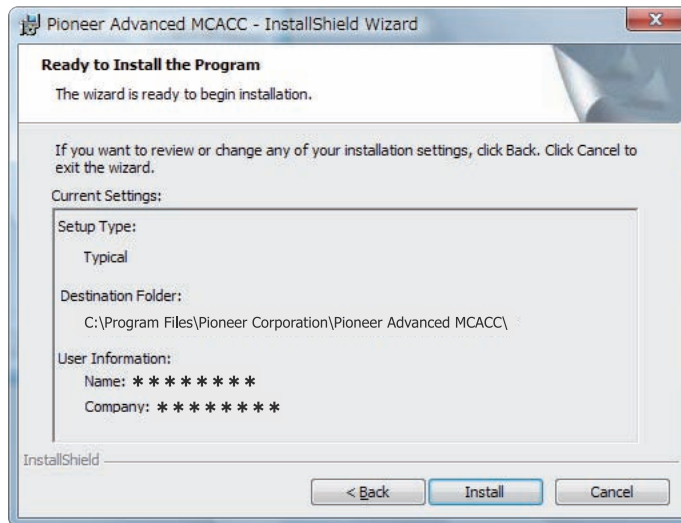 Pioneer Advanced MCACC - InstallShield Wizard
Ready to Install the Program
The wizard is ready to begin installation.
If you want to review or change any of your installation settings, click Back. Click Cancel to
exit the wizard.
Current Settings:
Setup Type:
Typical
Destination Folder:
C:\Program Files\Pioneer Corporation\Pioneer Advanced MCACC\
User Information:
Name: ********
Company: ********
InstallShield
< Back
Install
Cancel